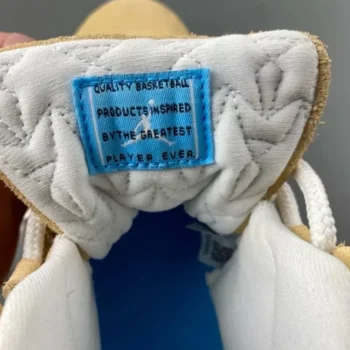 QUALITY BASKETBALL
PRODUCTS INSPIRED
BY THE GREATEST
PLAYER EVER.